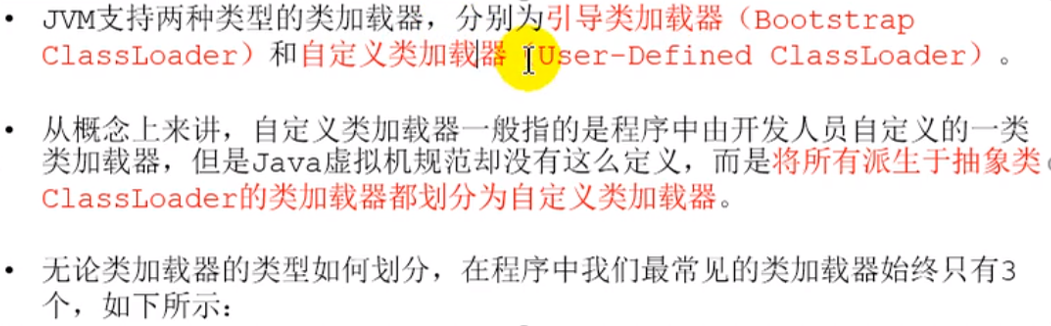 • JVM支持两种类型的类加载器，分别为引导类加载器（Bootstrap
ClassLoader）和自定义类加载器（User-Defined ClassLoader）。
• 从概念上来讲，自定义类加载器一般指的是程序中由开发人员自定义的一类
类加载器，但是Java虚拟机规范却没有这么定义，而是将所有派生于抽象类
ClassLoader的类加载器都划分为自定义类加载器。
• 无论类加载器的类型如何划分，在程序中我们最常见的类加载器始终只有3
个，如下所示：